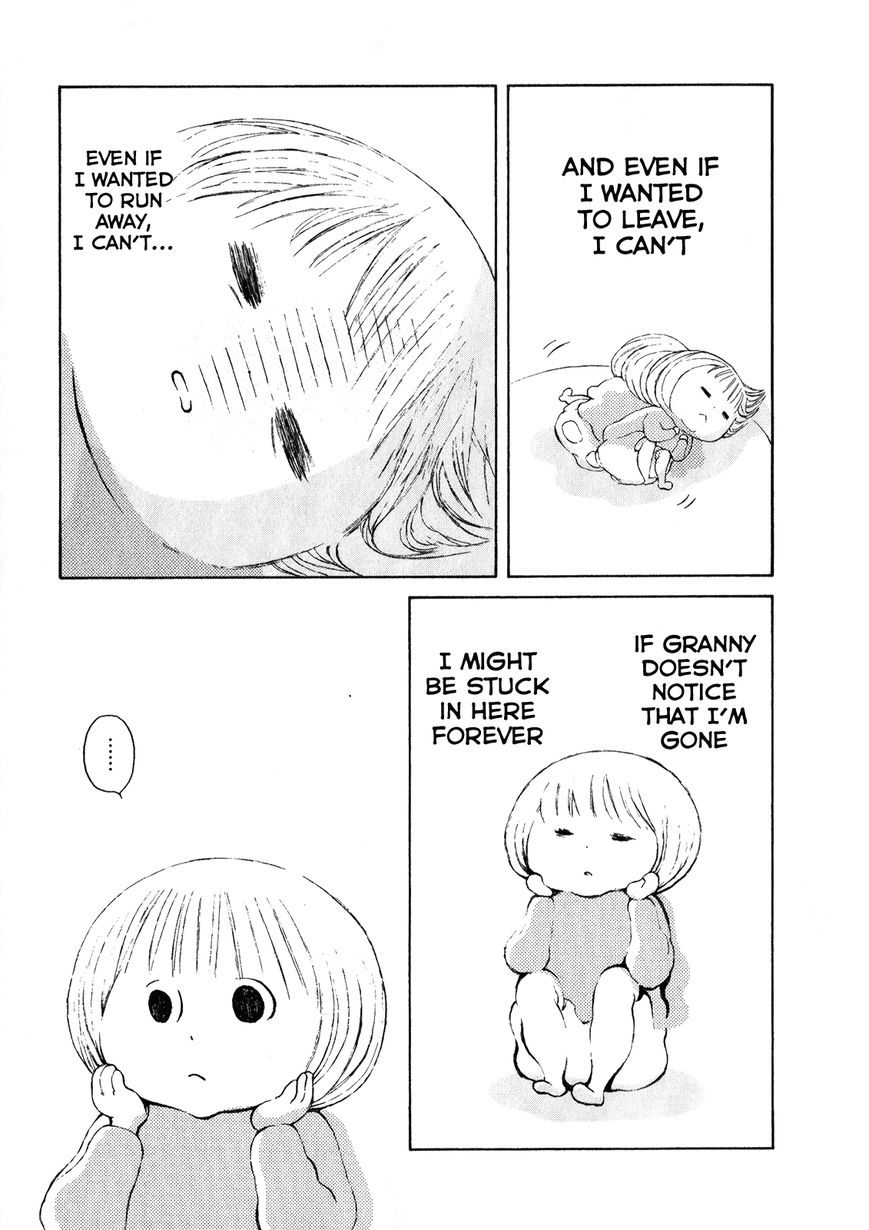 AND EVEN IF
I WANTED
TO LEAVE,
I CAN'T
EVEN IF
I WANTED
TO RUN
AWAY,
I CAN'T...
IF GRANNY
DOESN'T
NOTICE
THAT I'M
GONE
I MIGHT
BE STUCK
IN HERE
FOREVER
......